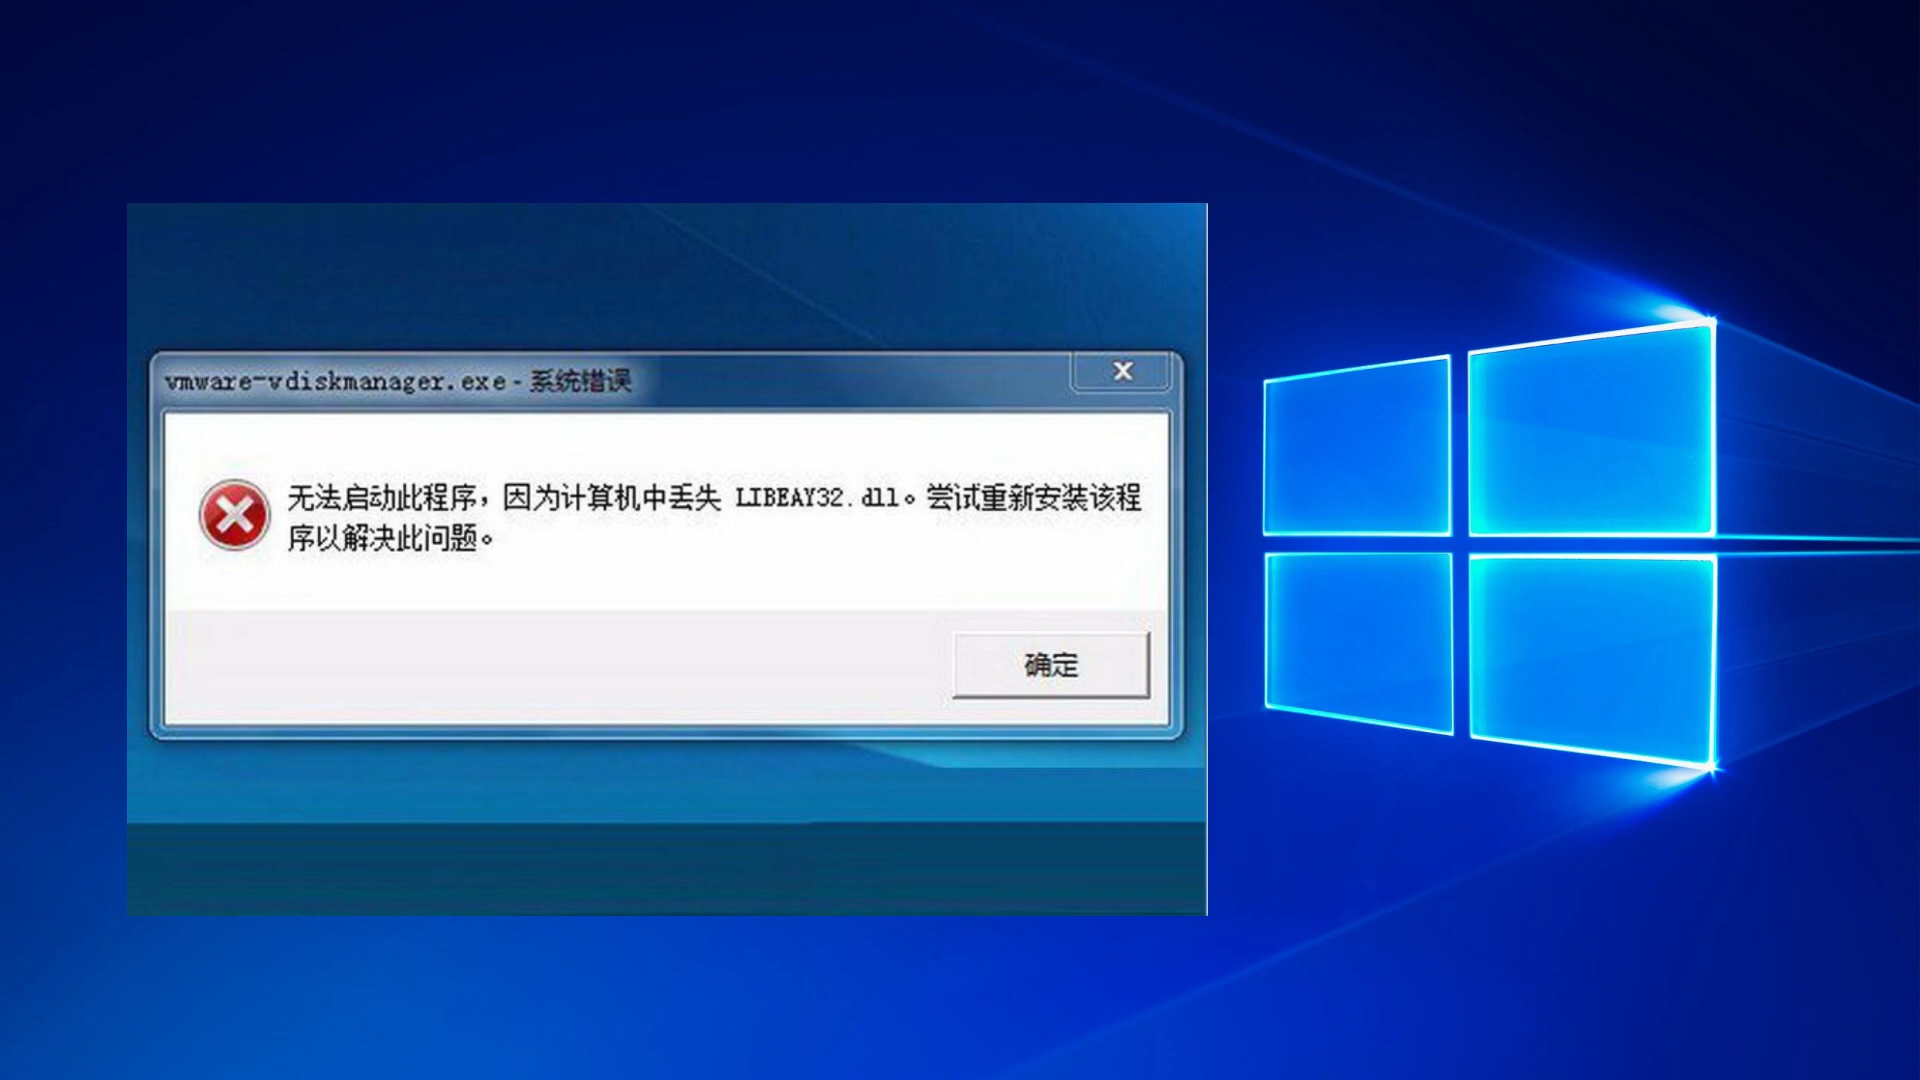 vmware-vdiskmanager.exe - 系统错误
无法启动此程序，因为计算机中丢失 LIBEAY32.dll。尝试重新安装该程
序以解决此问题。
确定